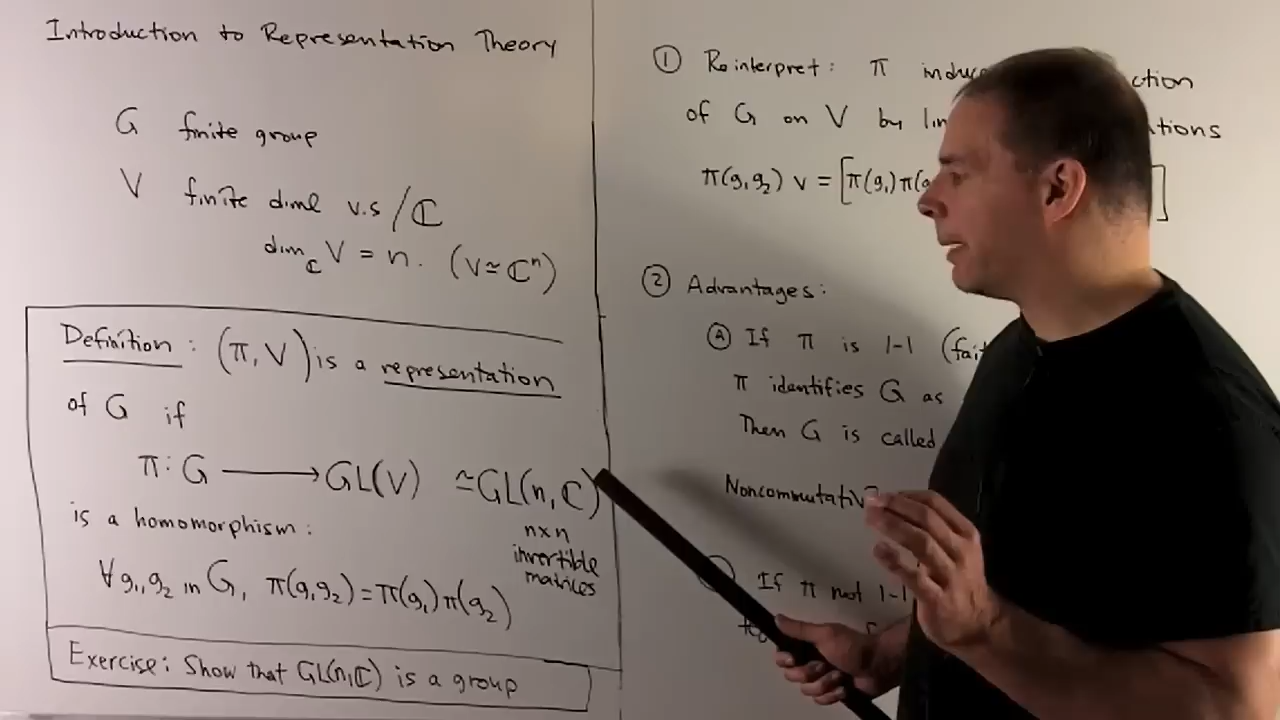 Introduction to Representation Theory
G finite group
V finite diml v.s/ℂ
dim_ℂ V = n. (V≃ℂⁿ)
Definition: (π, V) is a representation
of G if
π: G ⟶ GL(V) ≃GL(n, ℂ)
n×n
invertible
matrices
is a homomorphism:
∀ g₁,g₂ in G, π(g₁g₂)=π(g₁)π(g₂)
Exercise: Show that GL(n,ℂ) is a group
① Reinterpret: π
of G on V by
π(g₁g₂) v = [π(g₁)π(g
]
② Advantages:
Ⓐ If π is 1-1
π identifies G as
Then G is called
If π not 1-1